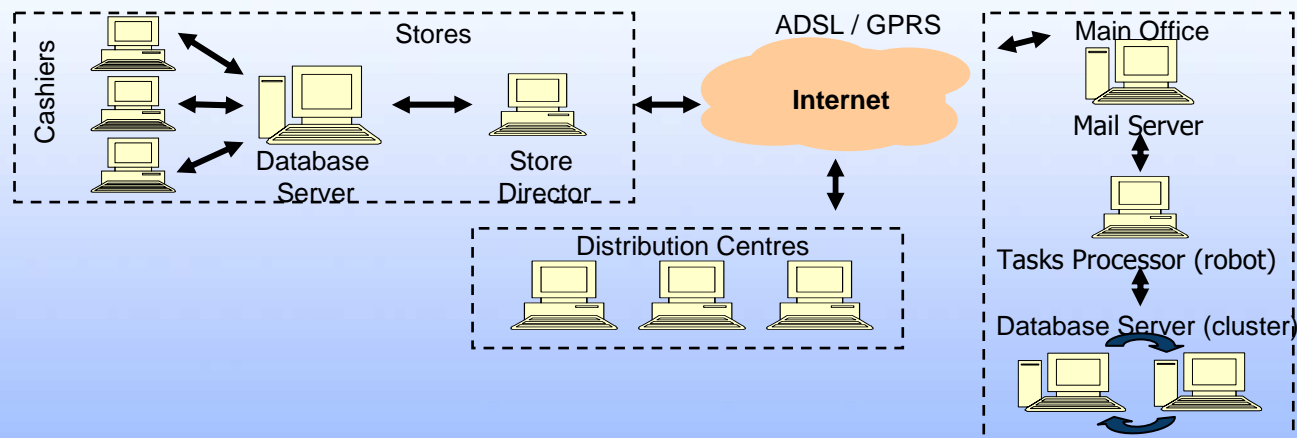 Stores
Cashiers
Database
Server
Store
Director
ADSL / GPRS
Internet
Distribution Centres
Main Office
Mail Server
Tasks Processor (robot)
Database Server (cluster)